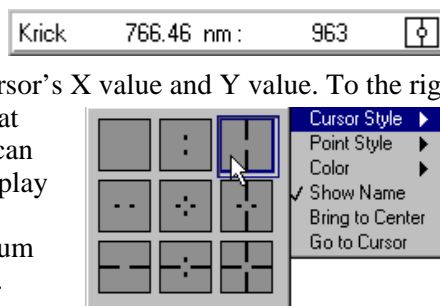 Krick 766.46 nm: 963
rsor's X value and Y value. To the rig
at
can
play
um
.
Cursor Style
Point Style
Color
Show Name
Bring to Center
Go to Cursor